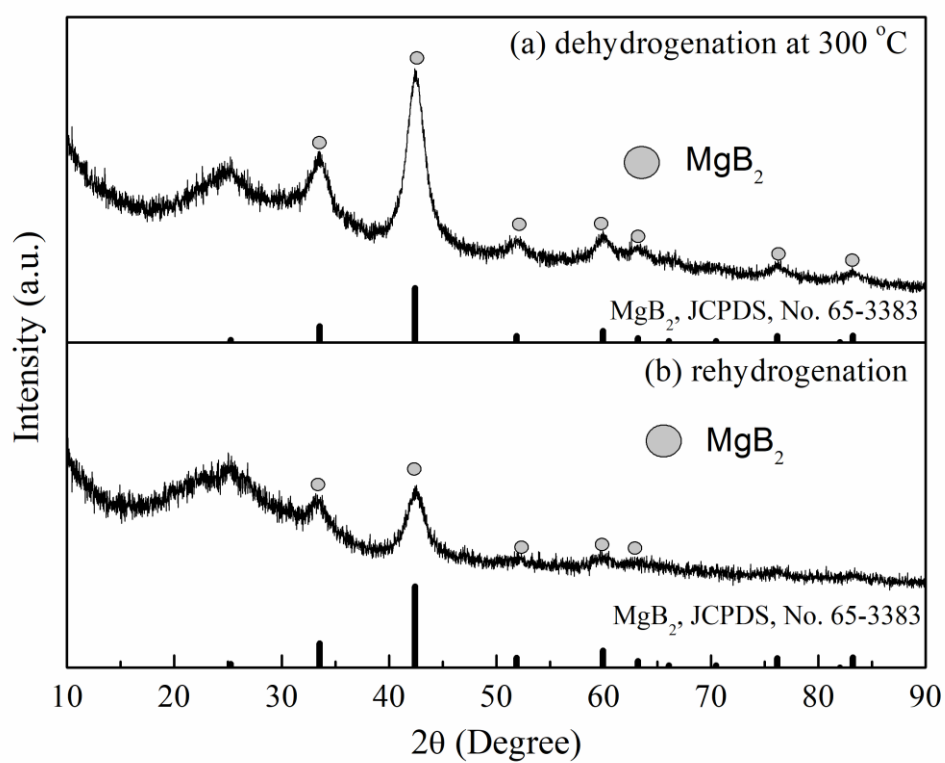 (a) dehydrogenation at 300 °C
MgB₂
MgB₂, JCPDS, No. 65-3383
(b) rehydrogenation
MgB₂
MgB₂, JCPDS, No. 65-3383
Intensity (a.u.)
10 20 30 40 50 60 70 80 90
2θ (Degree)